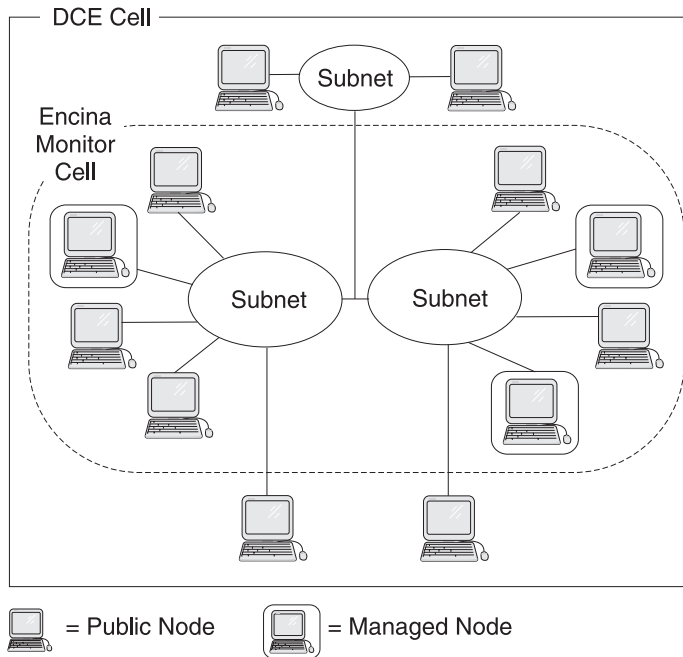 DCE Cell
Subnet
Encina
Monitor
Cell
Subnet
Subnet
= Public Node
= Managed Node